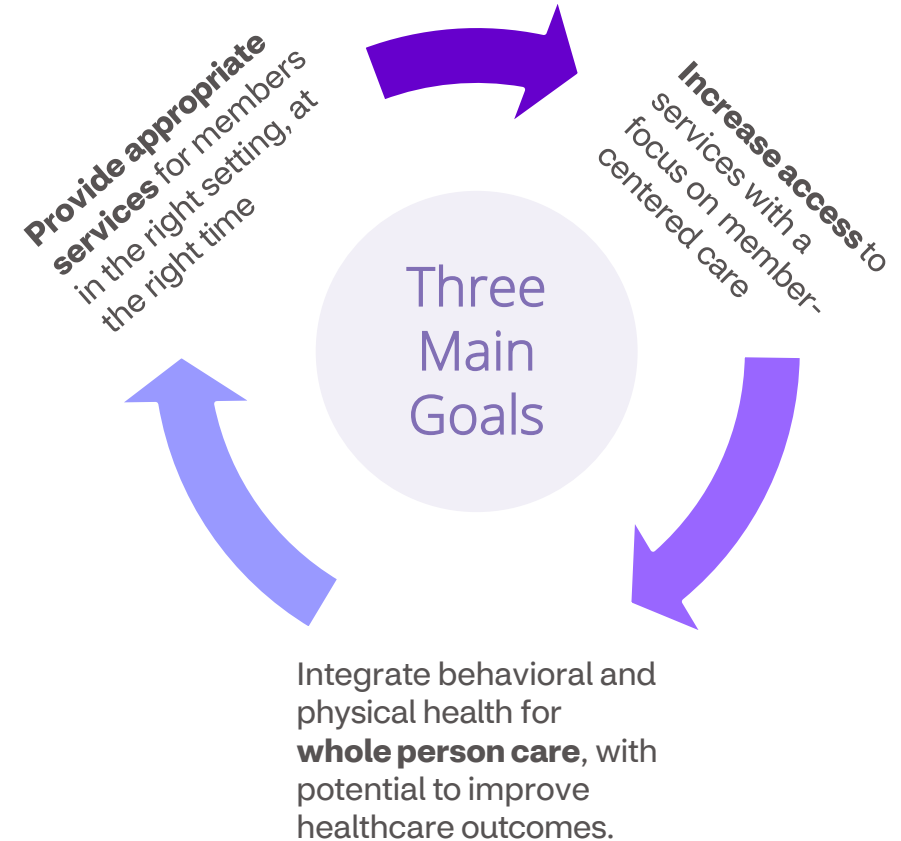 Provide appropriate
services for members
in the right setting, at
the right time
Increase access to
services with a
focus on member-
centered care
Three
Main
Goals
Integrate behavioral and
physical health for
whole person care, with
potential to improve
healthcare outcomes.